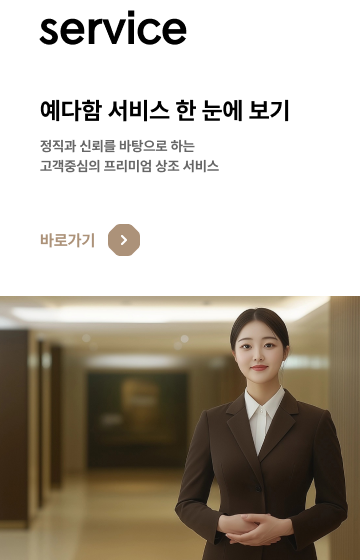 service
예다함 서비스 한 눈에 보기
정직과 신뢰를 바탕으로 하는
고객중심의 프리미엄 상조 서비스
바로가기